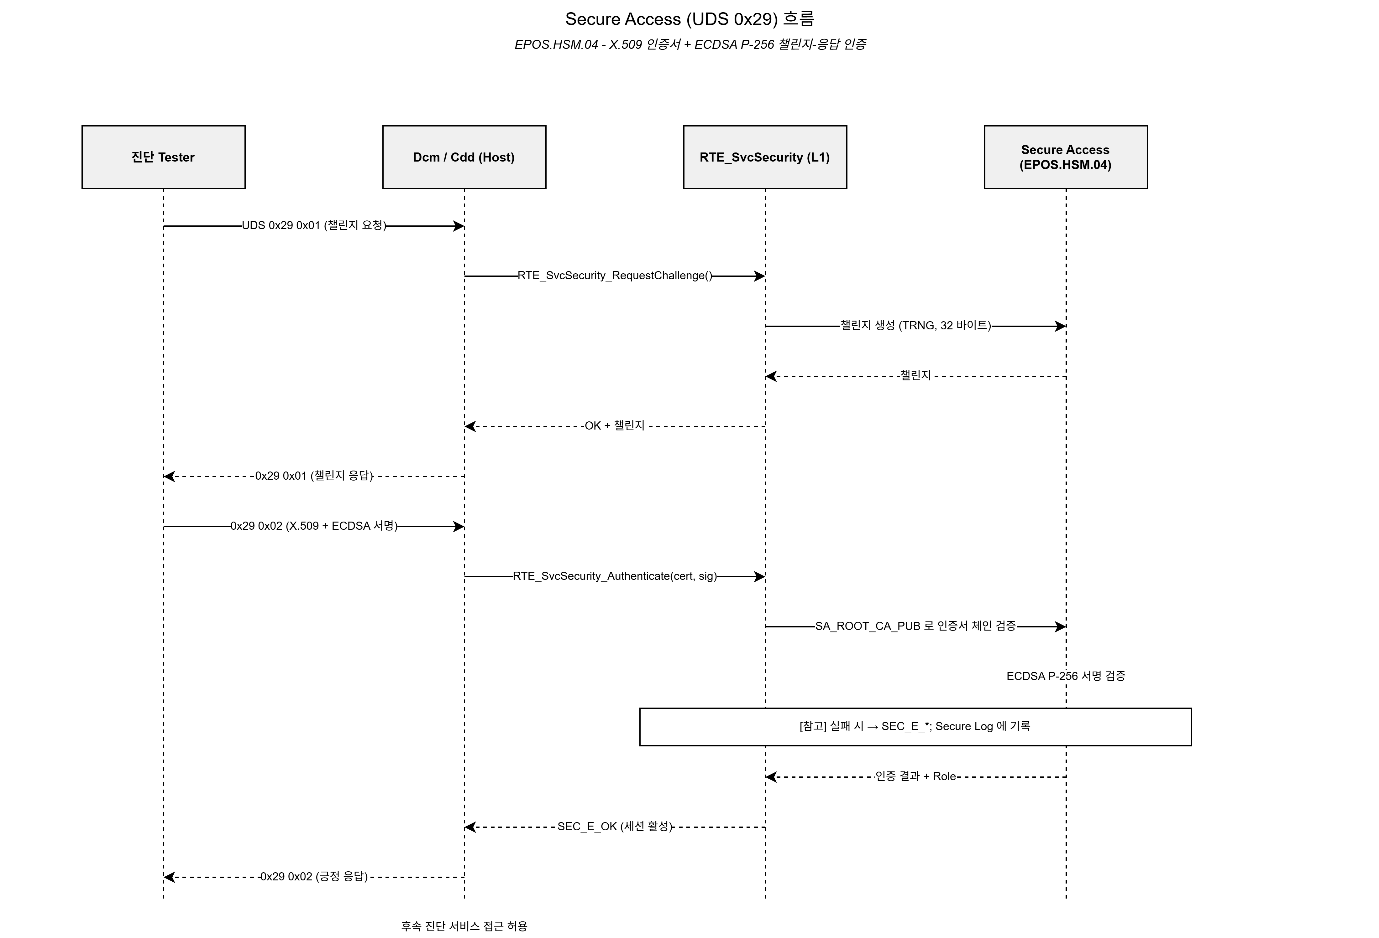 Secure Access (UDS 0x29) 흐름
EPOS.HSM.04 - X.509 인증서 + ECDSA P-256 챌린지-응답 인증
진단 Tester
Dcm / Cdd (Host)
RTE_SvcSecurity (L1)
Secure Access
(EPOS.HSM.04)
UDS 0x29 0x01 (챌린지 요청)
RTE_SvcSecurity_RequestChallenge()
챌린지 생성 (TRNG, 32 바이트)
챌린지
OK + 챌린지
0x29 0x01 (챌린지 응답)
0x29 0x02 (X.509 + ECDSA 서명)
RTE_SvcSecurity_Authenticate(cert, sig)
SA_ROOT_CA_PUB 로 인증서 체인 검증
ECDSA P-256 서명 검증
[참고] 실패 시 → SEC_E_*; Secure Log 에 기록
인증 결과 + Role
SEC_E_OK (세션 활성)
0x29 0x02 (긍정 응답)
후속 진단 서비스 접근 허용